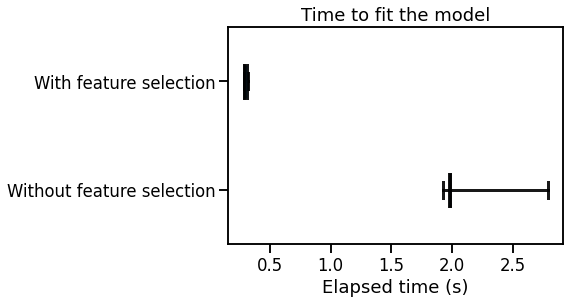 Time to fit the model
With feature selection
Without feature selection
0.5 1.0 1.5 2.0 2.5
Elapsed time (s)